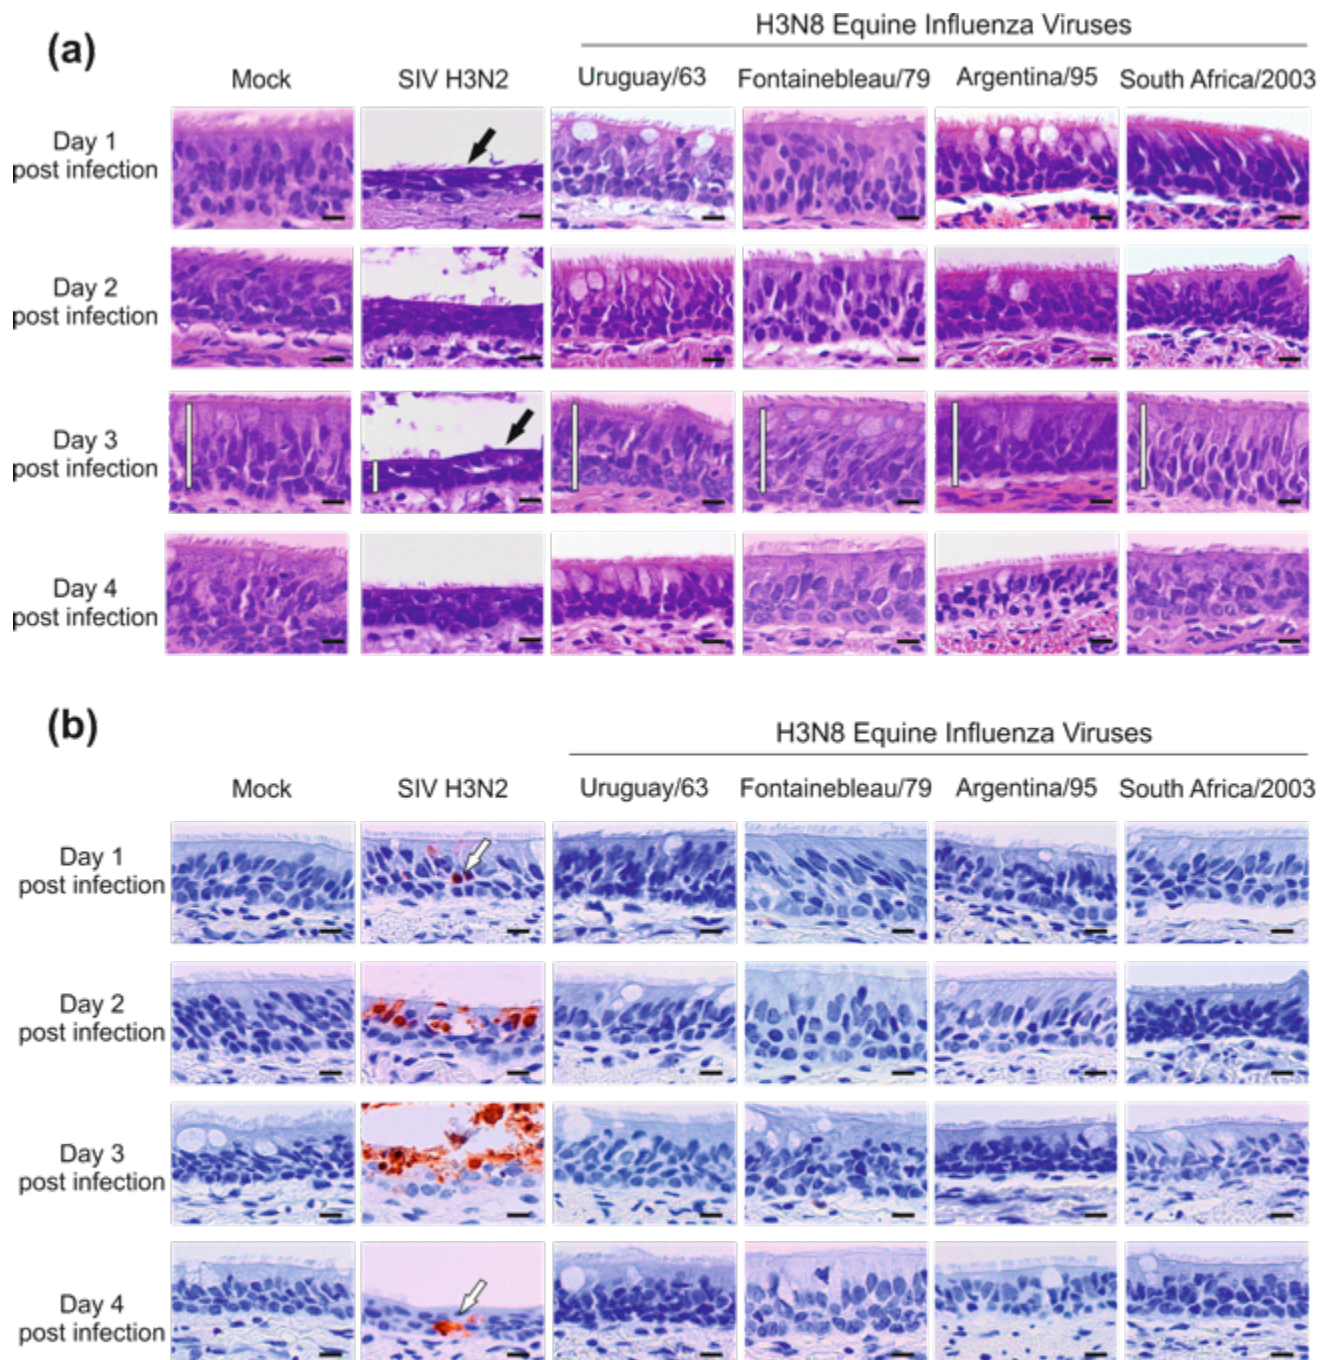 (a)
H3N8 Equine Influenza Viruses
Mock
SIV H3N2
Uruguay/63
Fontainebleau/79
Argentina/95
South Africa/2003
Day 1
post infection
Day 2
post infection
Day 3
post infection
Day 4
post infection
(b)
H3N8 Equine Influenza Viruses
Mock
SIV H3N2
Uruguay/63
Fontainebleau/79
Argentina/95
South Africa/2003
Day 1
post infection
Day 2
post infection
Day 3
post infection
Day 4
post infection